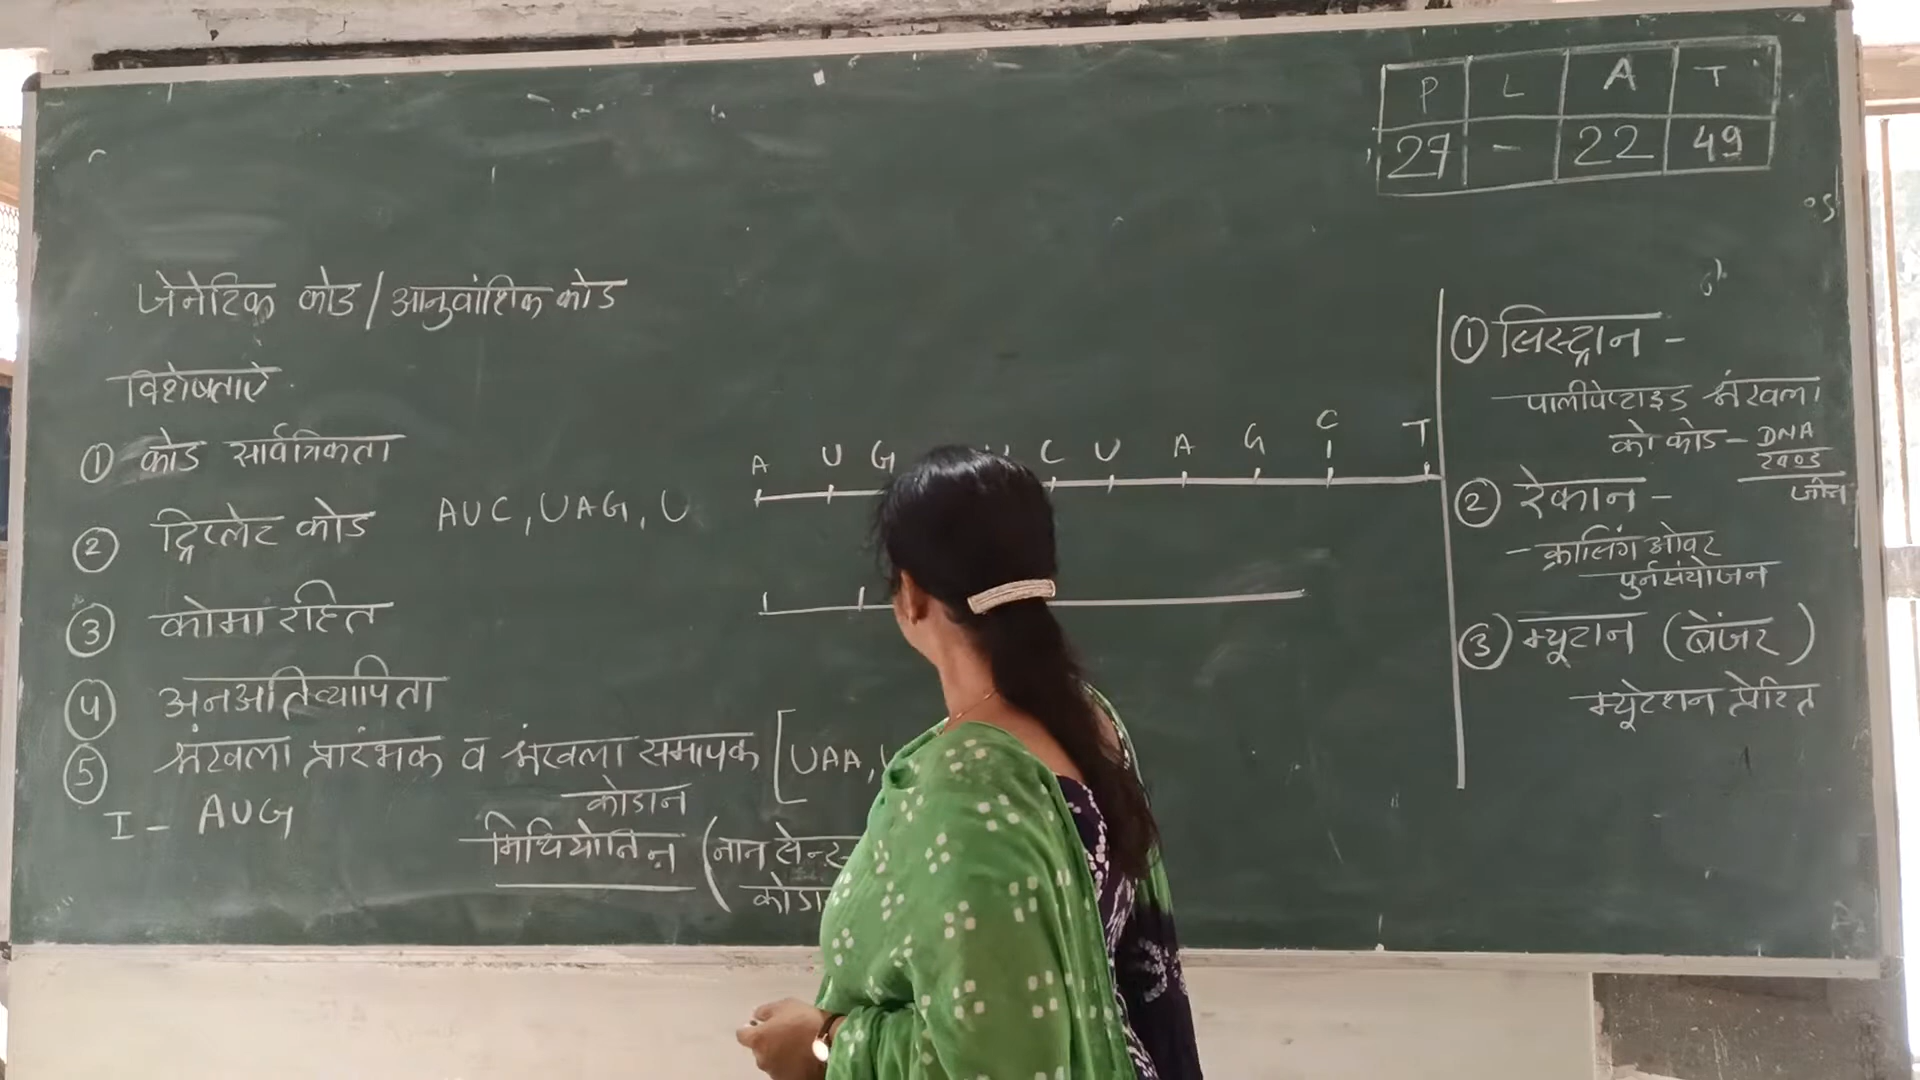 P L A T
27 - 22 49
जेनेटिक कोड / आनुवांशिक कोड
विशेषताऐ
① कोड सार्वत्रिकता
② ट्रिप्लेट कोड AUC, UAG, U
③ कोमा रहित
④ अनअतिव्यापिता
⑤ श्रंखला प्रारंभक व श्रंखला समापक [UAA,
कोडान
I - AUG
मिथियोनिन (नान सेन्स
कोडा
A U G C U A G C T
① सिस्ट्रान -
पालीपेप्टाइड श्रंखला
को कोड - DNA
खण्ड
जीन
② रेकान -
- क्रासिंग ओवर
पुर्नसंयोजन
③ म्यूटान (बेंजर)
म्यूटेशन प्रेरित